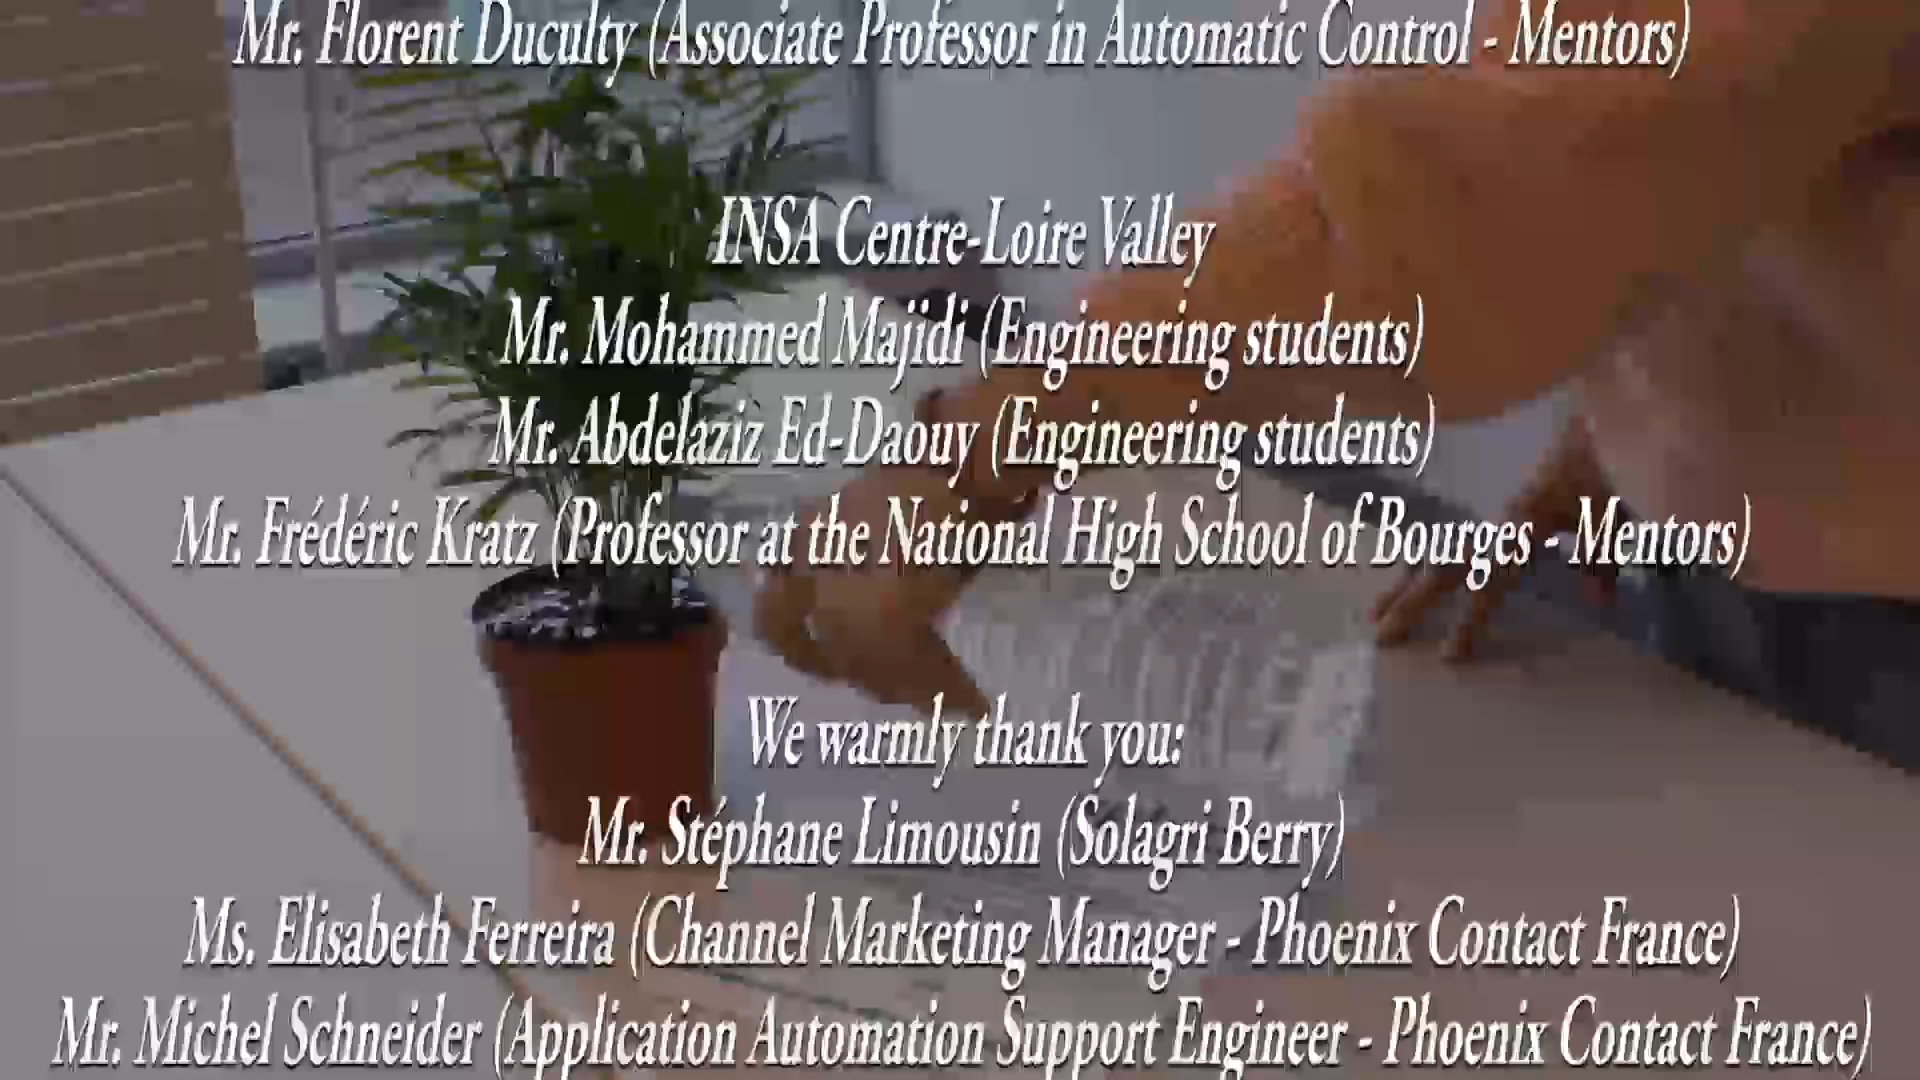 Mr. Florent Duculty (Associate Professor in Automatic Control - Mentors)
INSA Centre-Loire Valley
Mr. Mohammed Majidi (Engineering students)
Mr. Abdelaziz Ed-Daouy (Engineering students)
Mr. Frédéric Kratz (Professor at the National High School of Bourges - Mentors)
We warmly thank you:
Mr. Stéphane Limousin (Solagri Berry)
Ms. Elisabeth Ferreira (Channel Marketing Manager - Phoenix Contact France)
Mr. Michel Schneider (Application Automation Support Engineer - Phoenix Contact France)